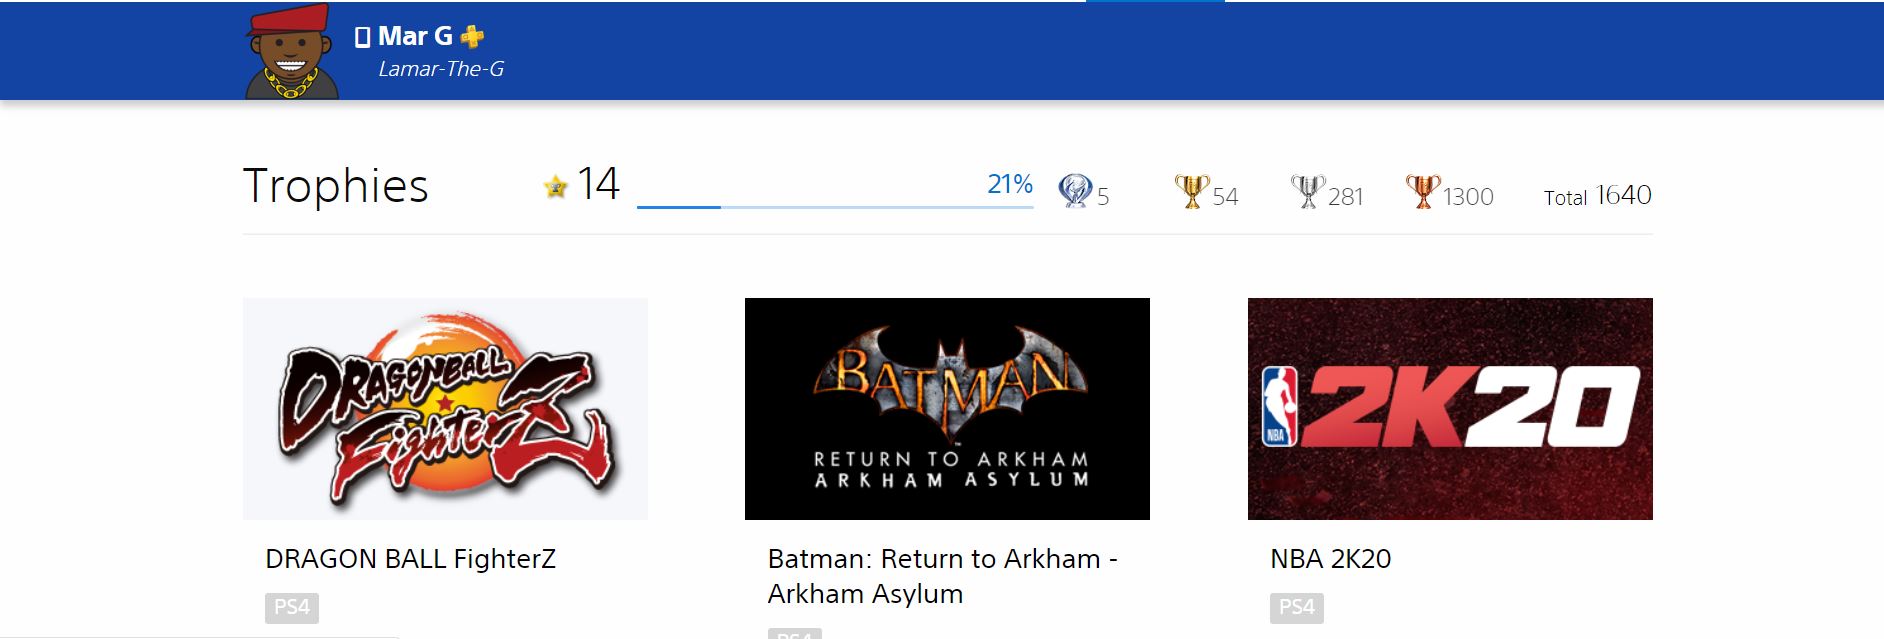 Mar G
Lamar-The-G
Trophies
14
21%
5
54
281
1300
Total 1640
DRAGONBALL
FighterZ
BATMAN
RETURN TO ARKHAM
ARKHAM ASYLUM
NBA
2K20
DRAGON BALL FighterZ
PS4
Batman: Return to Arkham -
Arkham Asylum
PS4
NBA 2K20
PS4